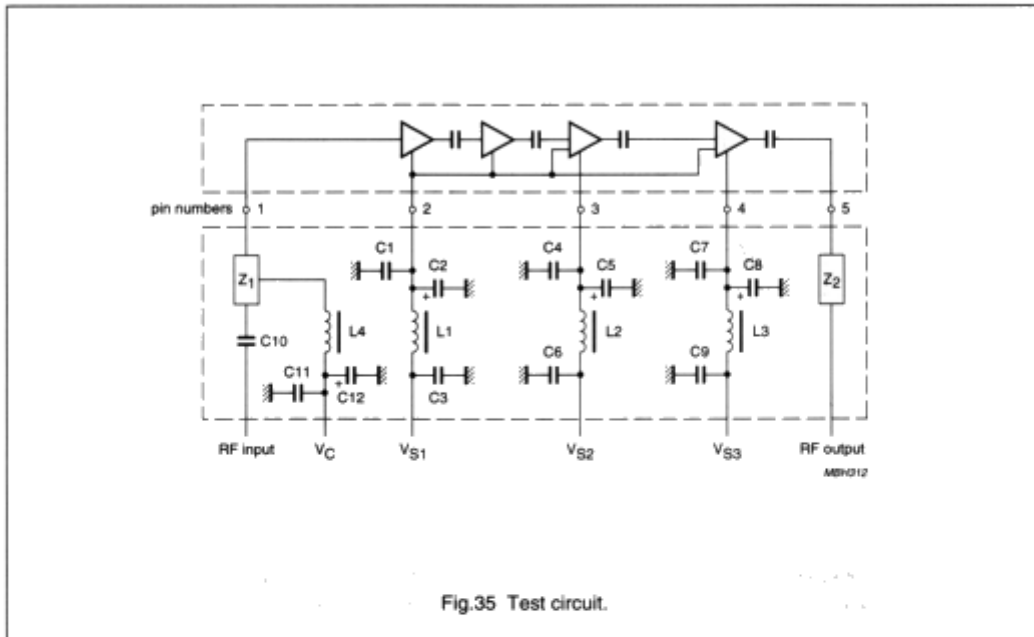 pin numbers 1 2 3 4 5
C1 C4 C7
C2 C5 C8
+ + +
Z1 Z2
L4 L1 L2 L3
C10
C11 C6 C9
+
C12 C3
RF input VC VS1 VS2 VS3 RF output
MBH312
Fig.35 Test circuit.